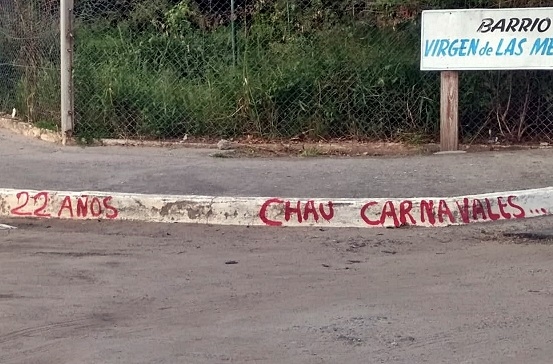 BARRIO
VIRGEN de LAS
22 AÑOS CHAU CARNAVALES...